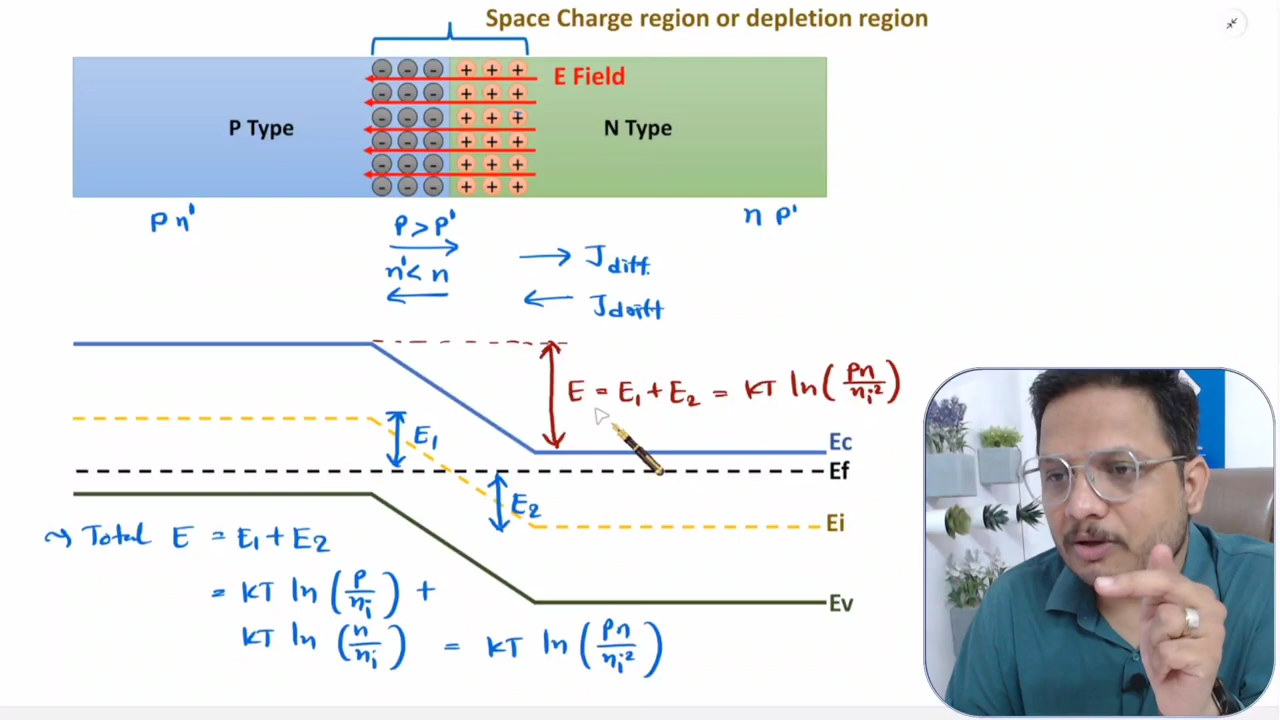 Space Charge region or depletion region
E Field
P Type
N Type
p n'
n p'
p > p'
n' < n
→ Jdiff.
← Jdrift
E = E₁ + E₂ = KT ln(pn/nᵢ²)
Ec
E₁
Ef
E₂
Ei
⤳ Total E = E₁ + E₂
= KT ln(p/nᵢ) +
KT ln(n/nᵢ) = KT ln(pn/nᵢ²)
Ev